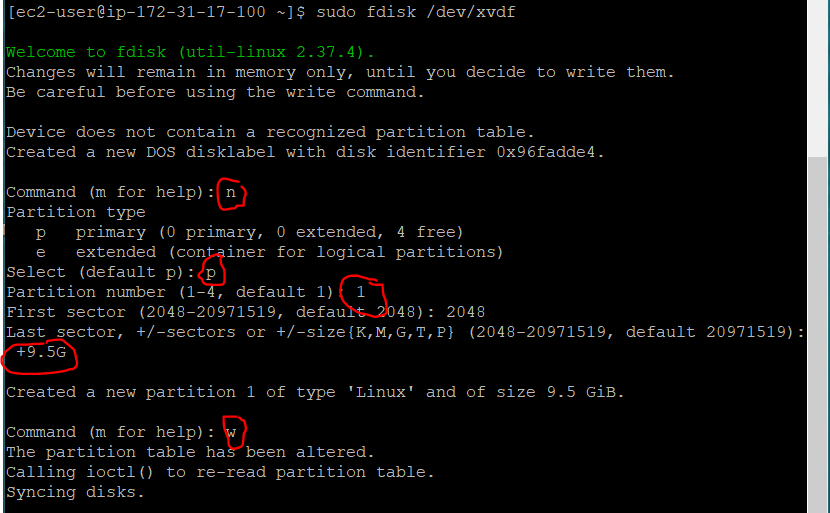 [ec2-user@ip-172-31-17-100 ~]$ sudo fdisk /dev/xvdf
Welcome to fdisk (util-linux 2.37.4).
Changes will remain in memory only, until you decide to write them.
Be careful before using the write command.
Device does not contain a recognized partition table.
Created a new DOS disklabel with disk identifier 0x96fadde4.
Command (m for help): n
Partition type
p   primary (0 primary, 0 extended, 4 free)
e   extended (container for logical partitions)
Select (default p): p
Partition number (1-4, default 1): 1
First sector (2048-20971519, default 2048): 2048
Last sector, +/-sectors or +/-size{K,M,G,T,P} (2048-20971519, default 20971519):
+9.5G
Created a new partition 1 of type 'Linux' and of size 9.5 GiB.
Command (m for help): w
The partition table has been altered.
Calling ioctl() to re-read partition table.
Syncing disks.